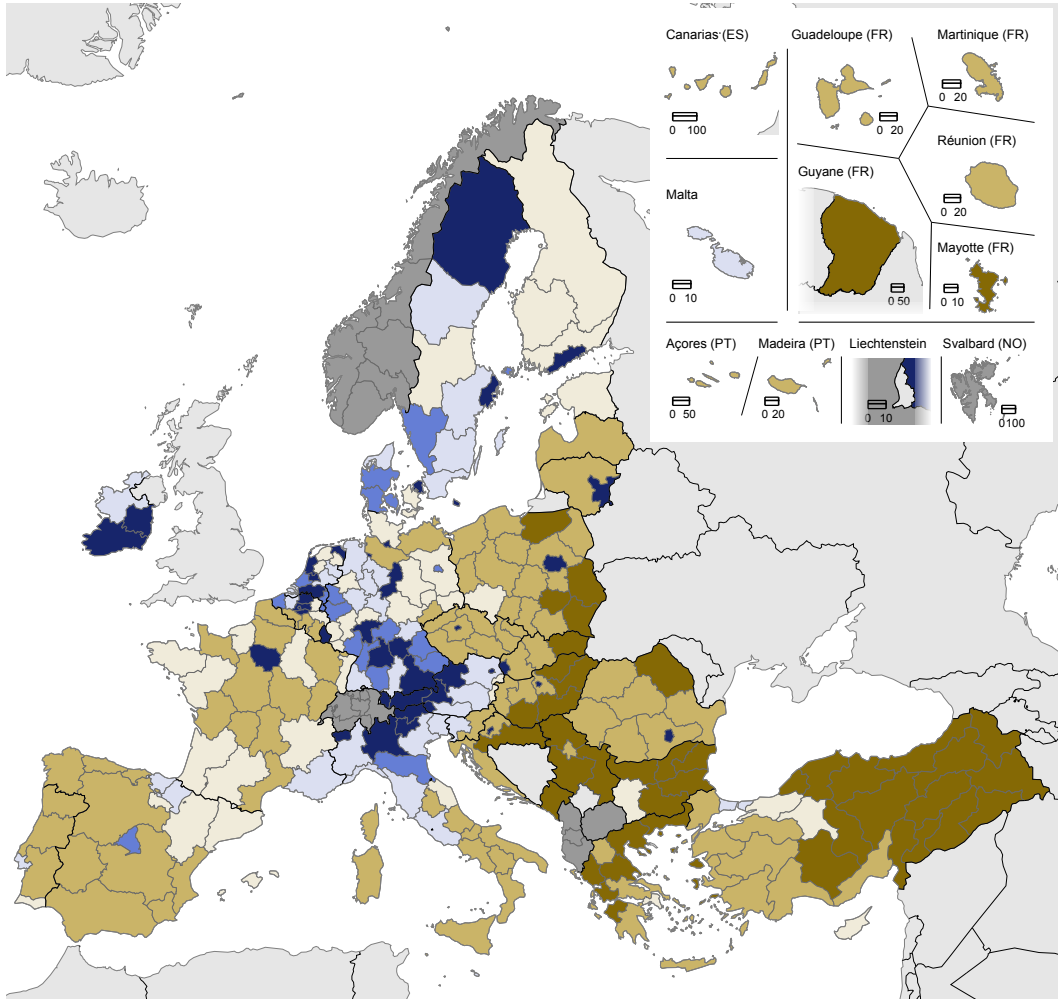 Canarias (ES)
0 100
Guadeloupe (FR)
0 20
Martinique (FR)
0 20
Réunion (FR)
0 20
Guyane (FR)
0 50
Mayotte (FR)
0 10
Malta
0 10
Açores (PT)
0 50
Madeira (PT)
0 20
Liechtenstein
0 10
Svalbard (NO)
0100